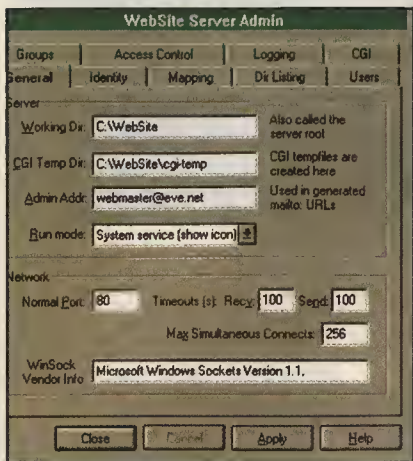 WebSite Server Admin
Groups Access Control Logging CGI
General Identity Mapping Dir Listing Users
Server
Working Dir: C:\WebSite Also called the server root
CGI Temp Dir: C:\WebSite\cgi-temp CGI tempfiles are created here
Admin Addr: webmaster@eve.net Used in generated mailto: URLs
Run mode: System service (show icon)
Network
Normal Port: 80 Timeouts (s): Recv: 100 Send: 100
Max Simultaneous Connects: 256
WinSock Vendor Info Microsoft Windows Sockets Version 1.1.
Close Cancel Apply Help